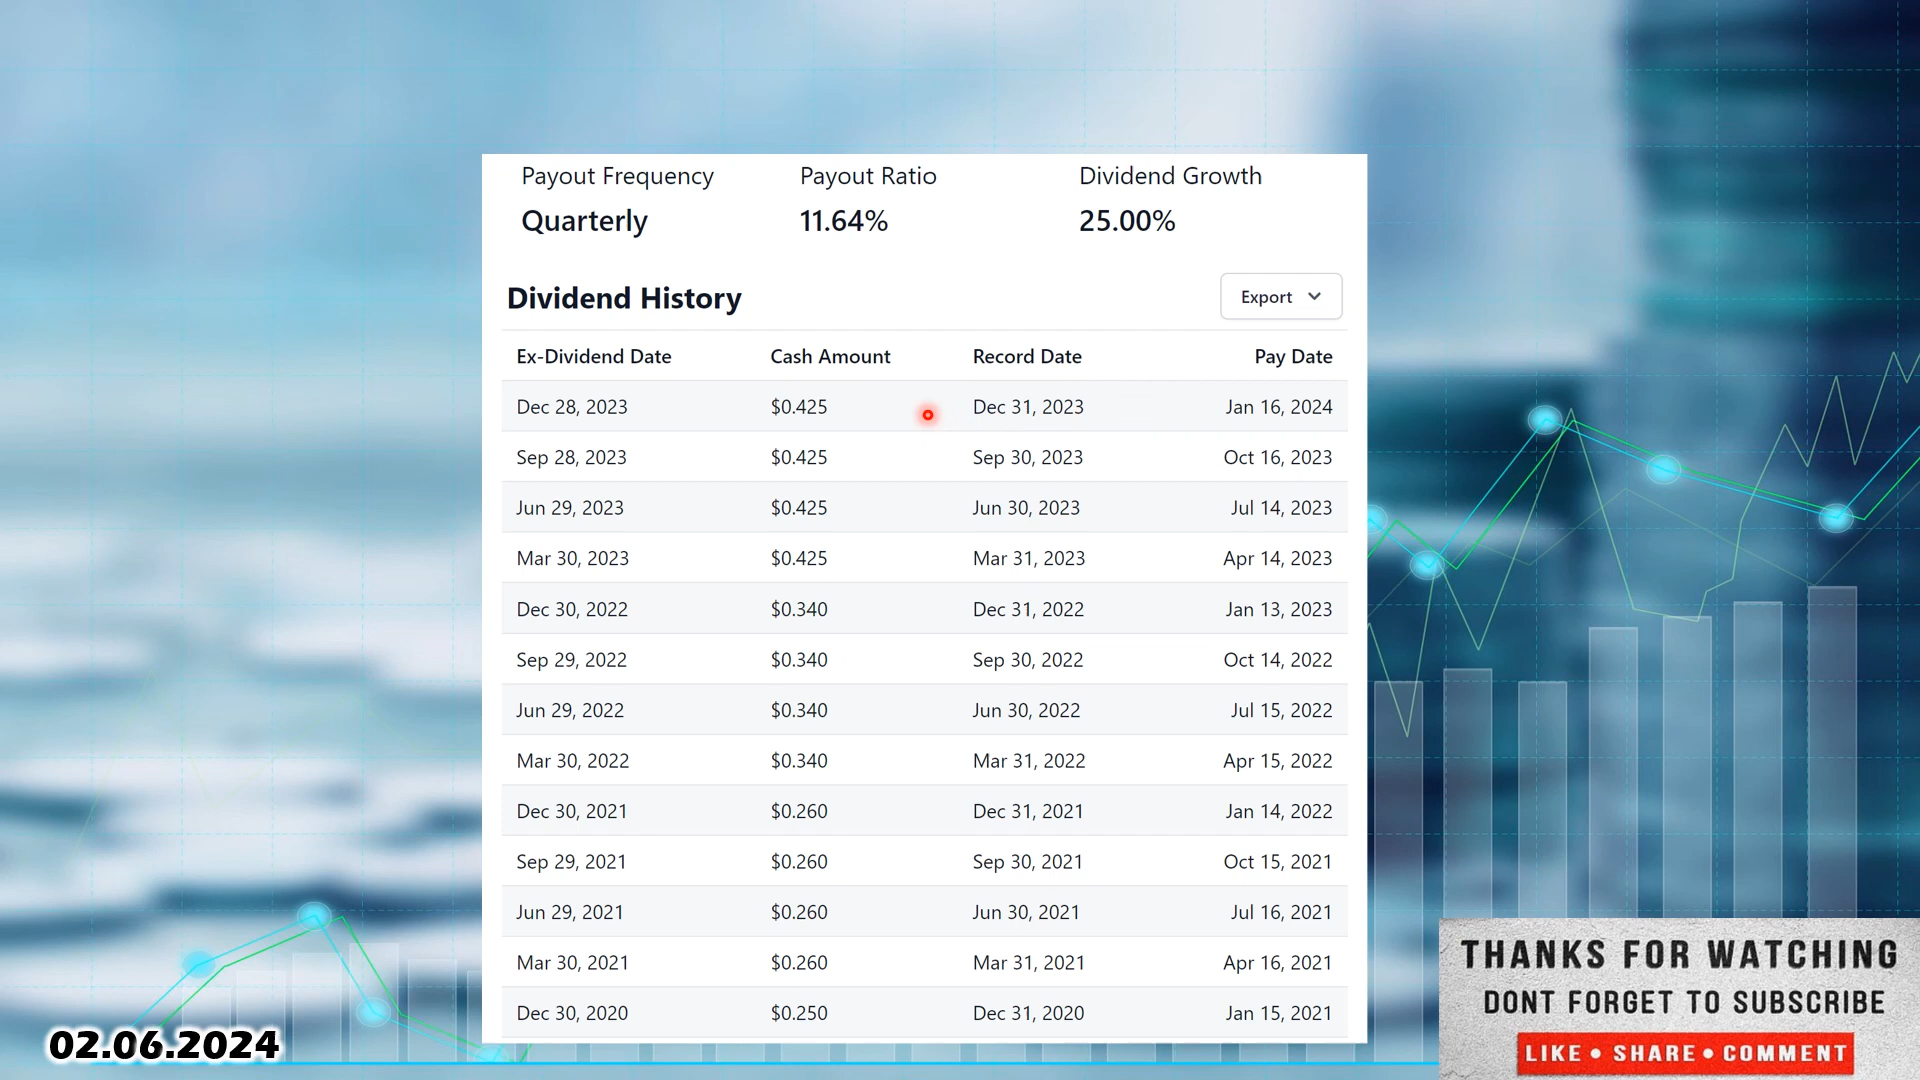 Payout Frequency Payout Ratio Dividend Growth
Quarterly 11.64% 25.00%
Dividend History Export
Ex-Dividend Date Cash Amount Record Date Pay Date
Dec 28, 2023 $0.425 Dec 31, 2023 Jan 16, 2024
Sep 28, 2023 $0.425 Sep 30, 2023 Oct 16, 2023
Jun 29, 2023 $0.425 Jun 30, 2023 Jul 14, 2023
Mar 30, 2023 $0.425 Mar 31, 2023 Apr 14, 2023
Dec 30, 2022 $0.340 Dec 31, 2022 Jan 13, 2023
Sep 29, 2022 $0.340 Sep 30, 2022 Oct 14, 2022
Jun 29, 2022 $0.340 Jun 30, 2022 Jul 15, 2022
Mar 30, 2022 $0.340 Mar 31, 2022 Apr 15, 2022
Dec 30, 2021 $0.260 Dec 31, 2021 Jan 14, 2022
Sep 29, 2021 $0.260 Sep 30, 2021 Oct 15, 2021
Jun 29, 2021 $0.260 Jun 30, 2021 Jul 16, 2021
Mar 30, 2021 $0.260 Mar 31, 2021 Apr 16, 2021
Dec 30, 2020 $0.250 Dec 31, 2020 Jan 15, 2021
02.06.2024
THANKS FOR WATCHING
DONT FORGET TO SUBSCRIBE
LIKE • SHARE • COMMENT